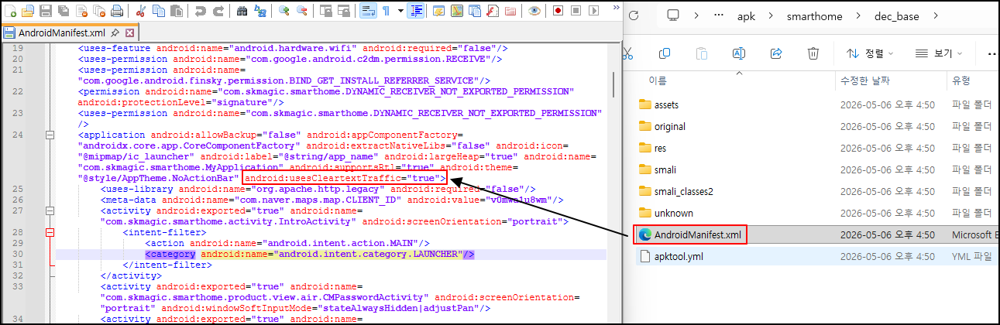 AndroidManifest.xml
19 <uses-feature android:name="android.hardware.wifi" android:required="false"/>
20 <uses-permission android:name="com.google.android.c2dm.permission.RECEIVE"/>
21 <uses-permission android:name=
"com.google.android.finsky.permission.BIND_GET_INSTALL_REFERRER_SERVICE"/>
22 <permission android:name="com.skmagic.smarthome.DYNAMIC_RECEIVER_NOT_EXPORTED_PERMISSION"
android:protectionLevel="signature"/>
23 <uses-permission android:name="com.skmagic.smarthome.DYNAMIC_RECEIVER_NOT_EXPORTED_PERMISSION"
/>
24 <application android:allowBackup="false" android:appComponentFactory=
"androidx.core.app.CoreComponentFactory" android:extractNativeLibs="false" android:icon=
"@mipmap/ic_launcher" android:label="@string/app_name" android:largeHeap="true" android:name=
"com.skmagic.smarthome.MyApplication" android:supportsRtl="true" android:theme=
"@style/AppTheme.NoActionBar" android:usesCleartextTraffic="true">
25 <uses-library android:name="org.apache.http.legacy" android:required="false"/>
26 <meta-data android:name="com.naver.maps.map.CLIENT_ID" android:value="v0mwa1u8wm"/>
27 <activity android:exported="true" android:name=
"com.skmagic.smarthome.activity.IntroActivity" android:screenOrientation="portrait">
28 <intent-filter>
29 <action android:name="android.intent.action.MAIN"/>
30 <category android:name="android.intent.category.LAUNCHER"/>
31 </intent-filter>
32 </activity>
33 <activity android:exported="true" android:name=
"com.skmagic.smarthome.product.view.air.CMPasswordActivity" android:screenOrientation=
"portrait" android:windowSoftInputMode="stateAlwaysHidden|adjustPan"/>
34 <activity android:exported="true" android:name=
apk > smarthome > dec_base >
정렬 보기
이름 수정한 날짜 유형
assets 2026-05-06 오후 4:50 파일 폴더
original 2026-05-06 오후 4:50 파일 폴더
res 2026-05-06 오후 4:50 파일 폴더
smali 2026-05-06 오후 4:50 파일 폴더
smali_classes2 2026-05-06 오후 4:50 파일 폴더
unknown 2026-05-06 오후 4:50 파일 폴더
AndroidManifest.xml 2026-05-06 오후 4:50 Microsoft
apktool.yml 2026-05-06 오후 4:50 YML 파일